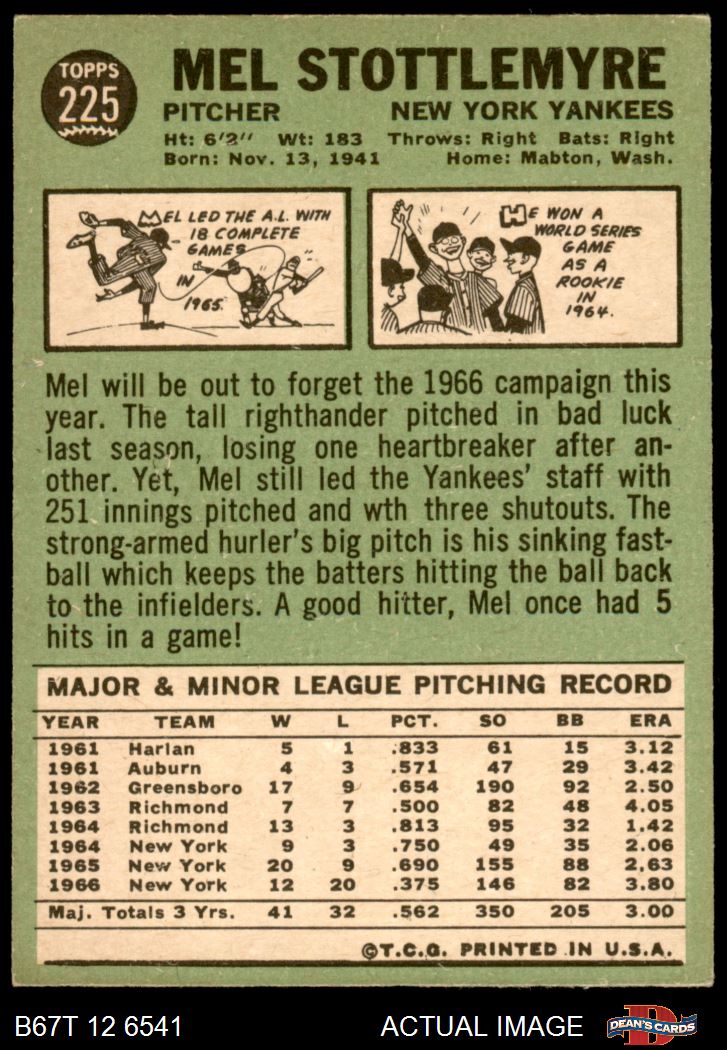 TOPPS
225
MEL STOTTLEMYRE
PITCHER NEW YORK YANKEES
Ht: 6'2" Wt: 183 Throws: Right Bats: Right
Born: Nov. 13, 1941 Home: Mabton, Wash.
MEL LED THE A.L. WITH
18 COMPLETE
GAMES
IN
1965.
HE WON A
WORLD SERIES
GAME
AS A
ROOKIE
IN
1964.
Mel will be out to forget the 1966 campaign this
year. The tall righthander pitched in bad luck
last season, losing one heartbreaker after an-
other. Yet, Mel still led the Yankees' staff with
251 innings pitched and wth three shutouts. The
strong-armed hurler's big pitch is his sinking fast-
ball which keeps the batters hitting the ball back
to the infielders. A good hitter, Mel once had 5
hits in a game!
MAJOR & MINOR LEAGUE PITCHING RECORD
YEAR TEAM W L PCT. SO BB ERA
1961 Harlan 5 1 .833 61 15 3.12
1961 Auburn 4 3 .571 47 29 3.42
1962 Greensboro 17 9 .654 190 92 2.50
1963 Richmond 7 7 .500 82 48 4.05
1964 Richmond 13 3 .813 95 32 1.42
1964 New York 9 3 .750 49 35 2.06
1965 New York 20 9 .690 155 88 2.63
1966 New York 12 20 .375 146 82 3.80
Maj. Totals 3 Yrs. 41 32 .562 350 205 3.00
©T.C.G. PRINTED IN U.S.A.
B67T 12 6541 ACTUAL IMAGE D DEAN'S CARDS